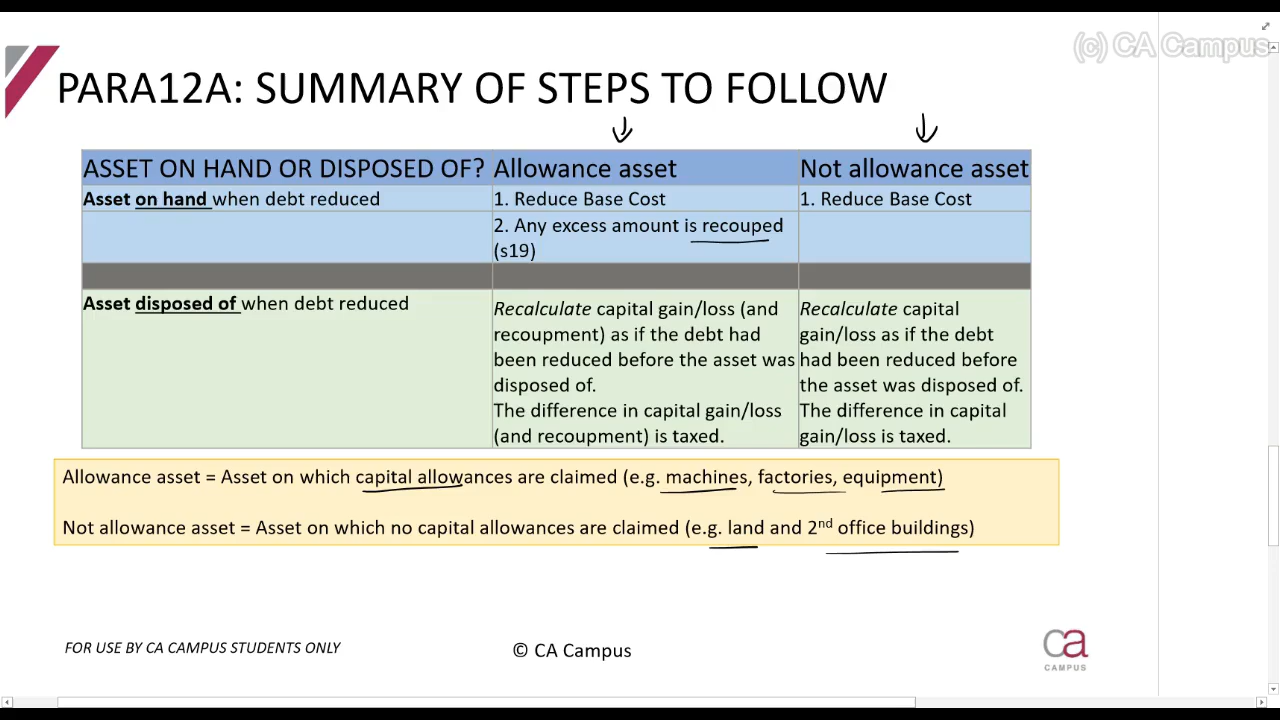 (c) CA Campus
PARA12A: SUMMARY OF STEPS TO FOLLOW
ASSET ON HAND OR DISPOSED OF? Allowance asset Not allowance asset
Asset on hand when debt reduced 1. Reduce Base Cost 1. Reduce Base Cost
2. Any excess amount is recouped
(s19)
Asset disposed of when debt reduced
Recalculate capital gain/loss (and
recoupment) as if the debt had
been reduced before the asset was
disposed of.
The difference in capital gain/loss
(and recoupment) is taxed.
Recalculate capital
gain/loss as if the debt
had been reduced before
the asset was disposed of.
The difference in capital
gain/loss is taxed.
Allowance asset = Asset on which capital allowances are claimed (e.g. machines, factories, equipment)
Not allowance asset = Asset on which no capital allowances are claimed (e.g. land and 2nd office buildings)
FOR USE BY CA CAMPUS STUDENTS ONLY
© CA Campus
ca
CAMPUS